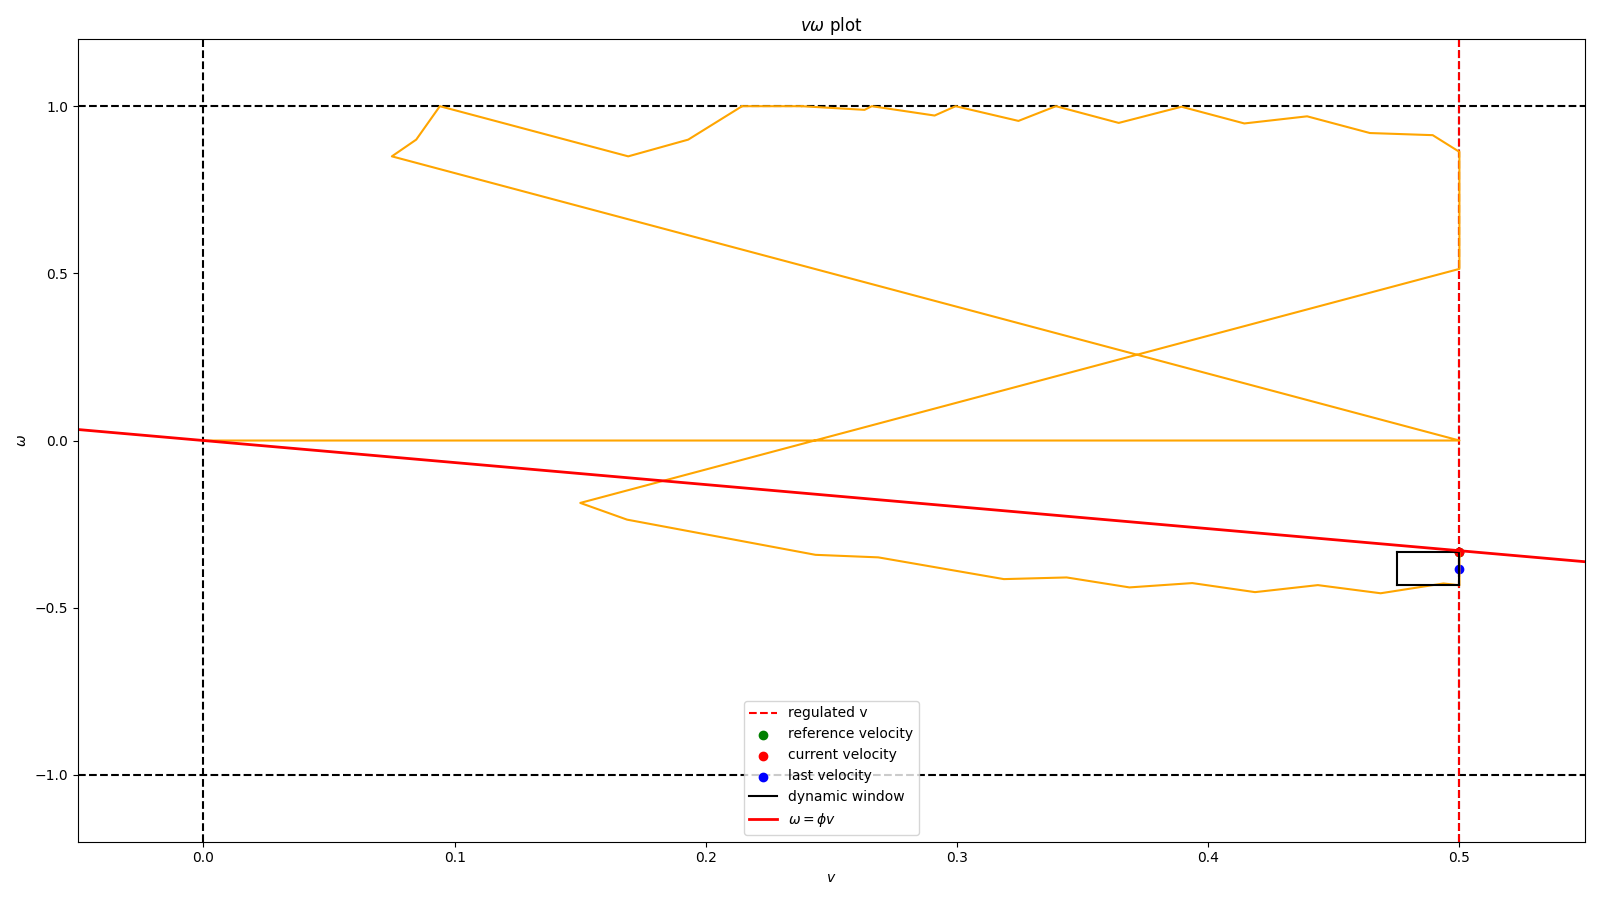 vω plot
1.0
0.5
0.0
−0.5
−1.0
ω
regulated v
reference velocity
current velocity
last velocity
dynamic window
ω = ϕv
0.0 0.1 0.2 0.3 0.4 0.5
v